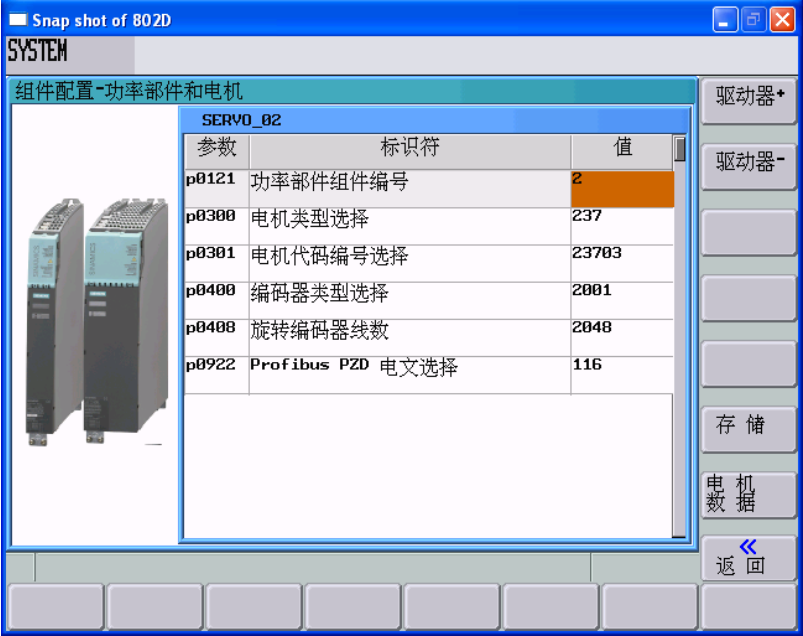 Snap shot of 802D
SYSTEM
组件配置-功率部件和电机
SERVO_02
参数 标识符 值
p0121 功率部件组件编号 2
p0300 电机类型选择 237
p0301 电机代码编号选择 23703
p0400 编码器类型选择 2001
p0408 旋转编码器线数 2048
p0922 Profibus PZD 电文选择 116
驱动器+
驱动器-
存 储
电 机
数 据
«
返 回